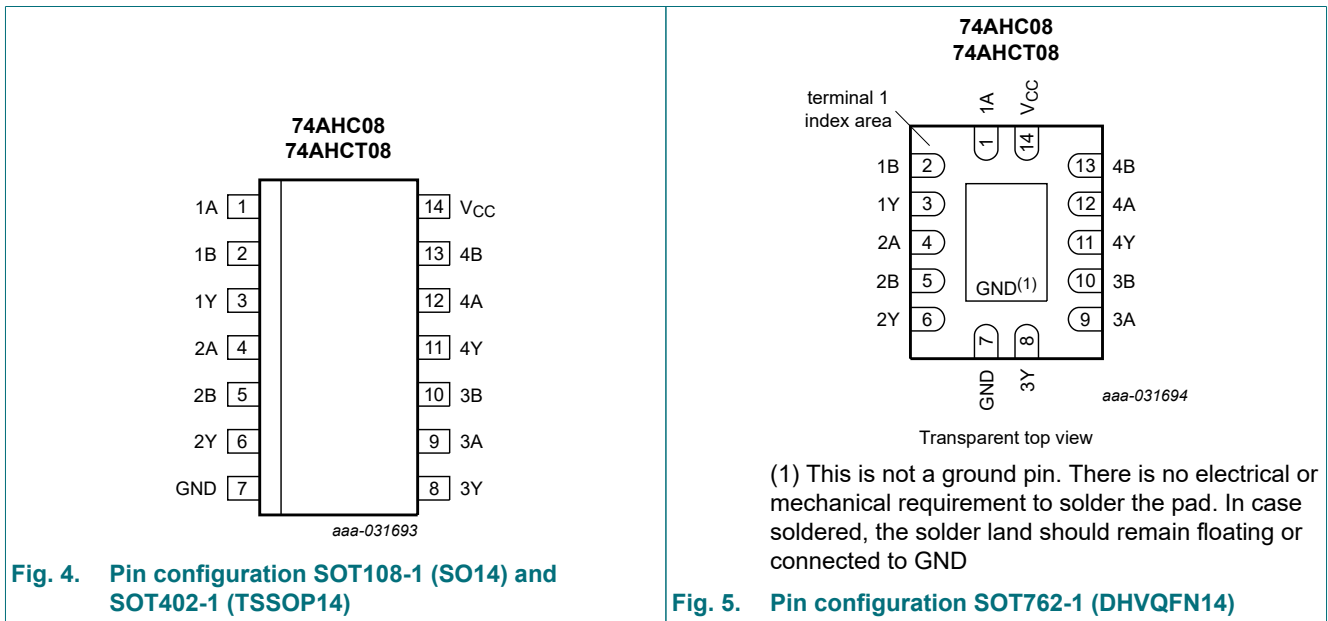 74AHC08
74AHCT08
1A 1
14 VCC
1B 2
13 4B
1Y 3
12 4A
2A 4
11 4Y
2B 5
10 3B
2Y 6
9 3A
GND 7
8 3Y
aaa-031693
Fig. 4. Pin configuration SOT108-1 (SO14) and
SOT402-1 (TSSOP14)
74AHC08
74AHCT08
terminal 1
index area
1A
VCC
1
14
1B 2
13 4B
1Y 3
12 4A
2A 4
11 4Y
2B 5
10 3B
GND(1)
2Y 6
9 3A
7
8
GND
3Y
aaa-031694
Transparent top view
(1) This is not a ground pin. There is no electrical or
mechanical requirement to solder the pad. In case
soldered, the solder land should remain floating or
connected to GND
Fig. 5. Pin configuration SOT762-1 (DHVQFN14)